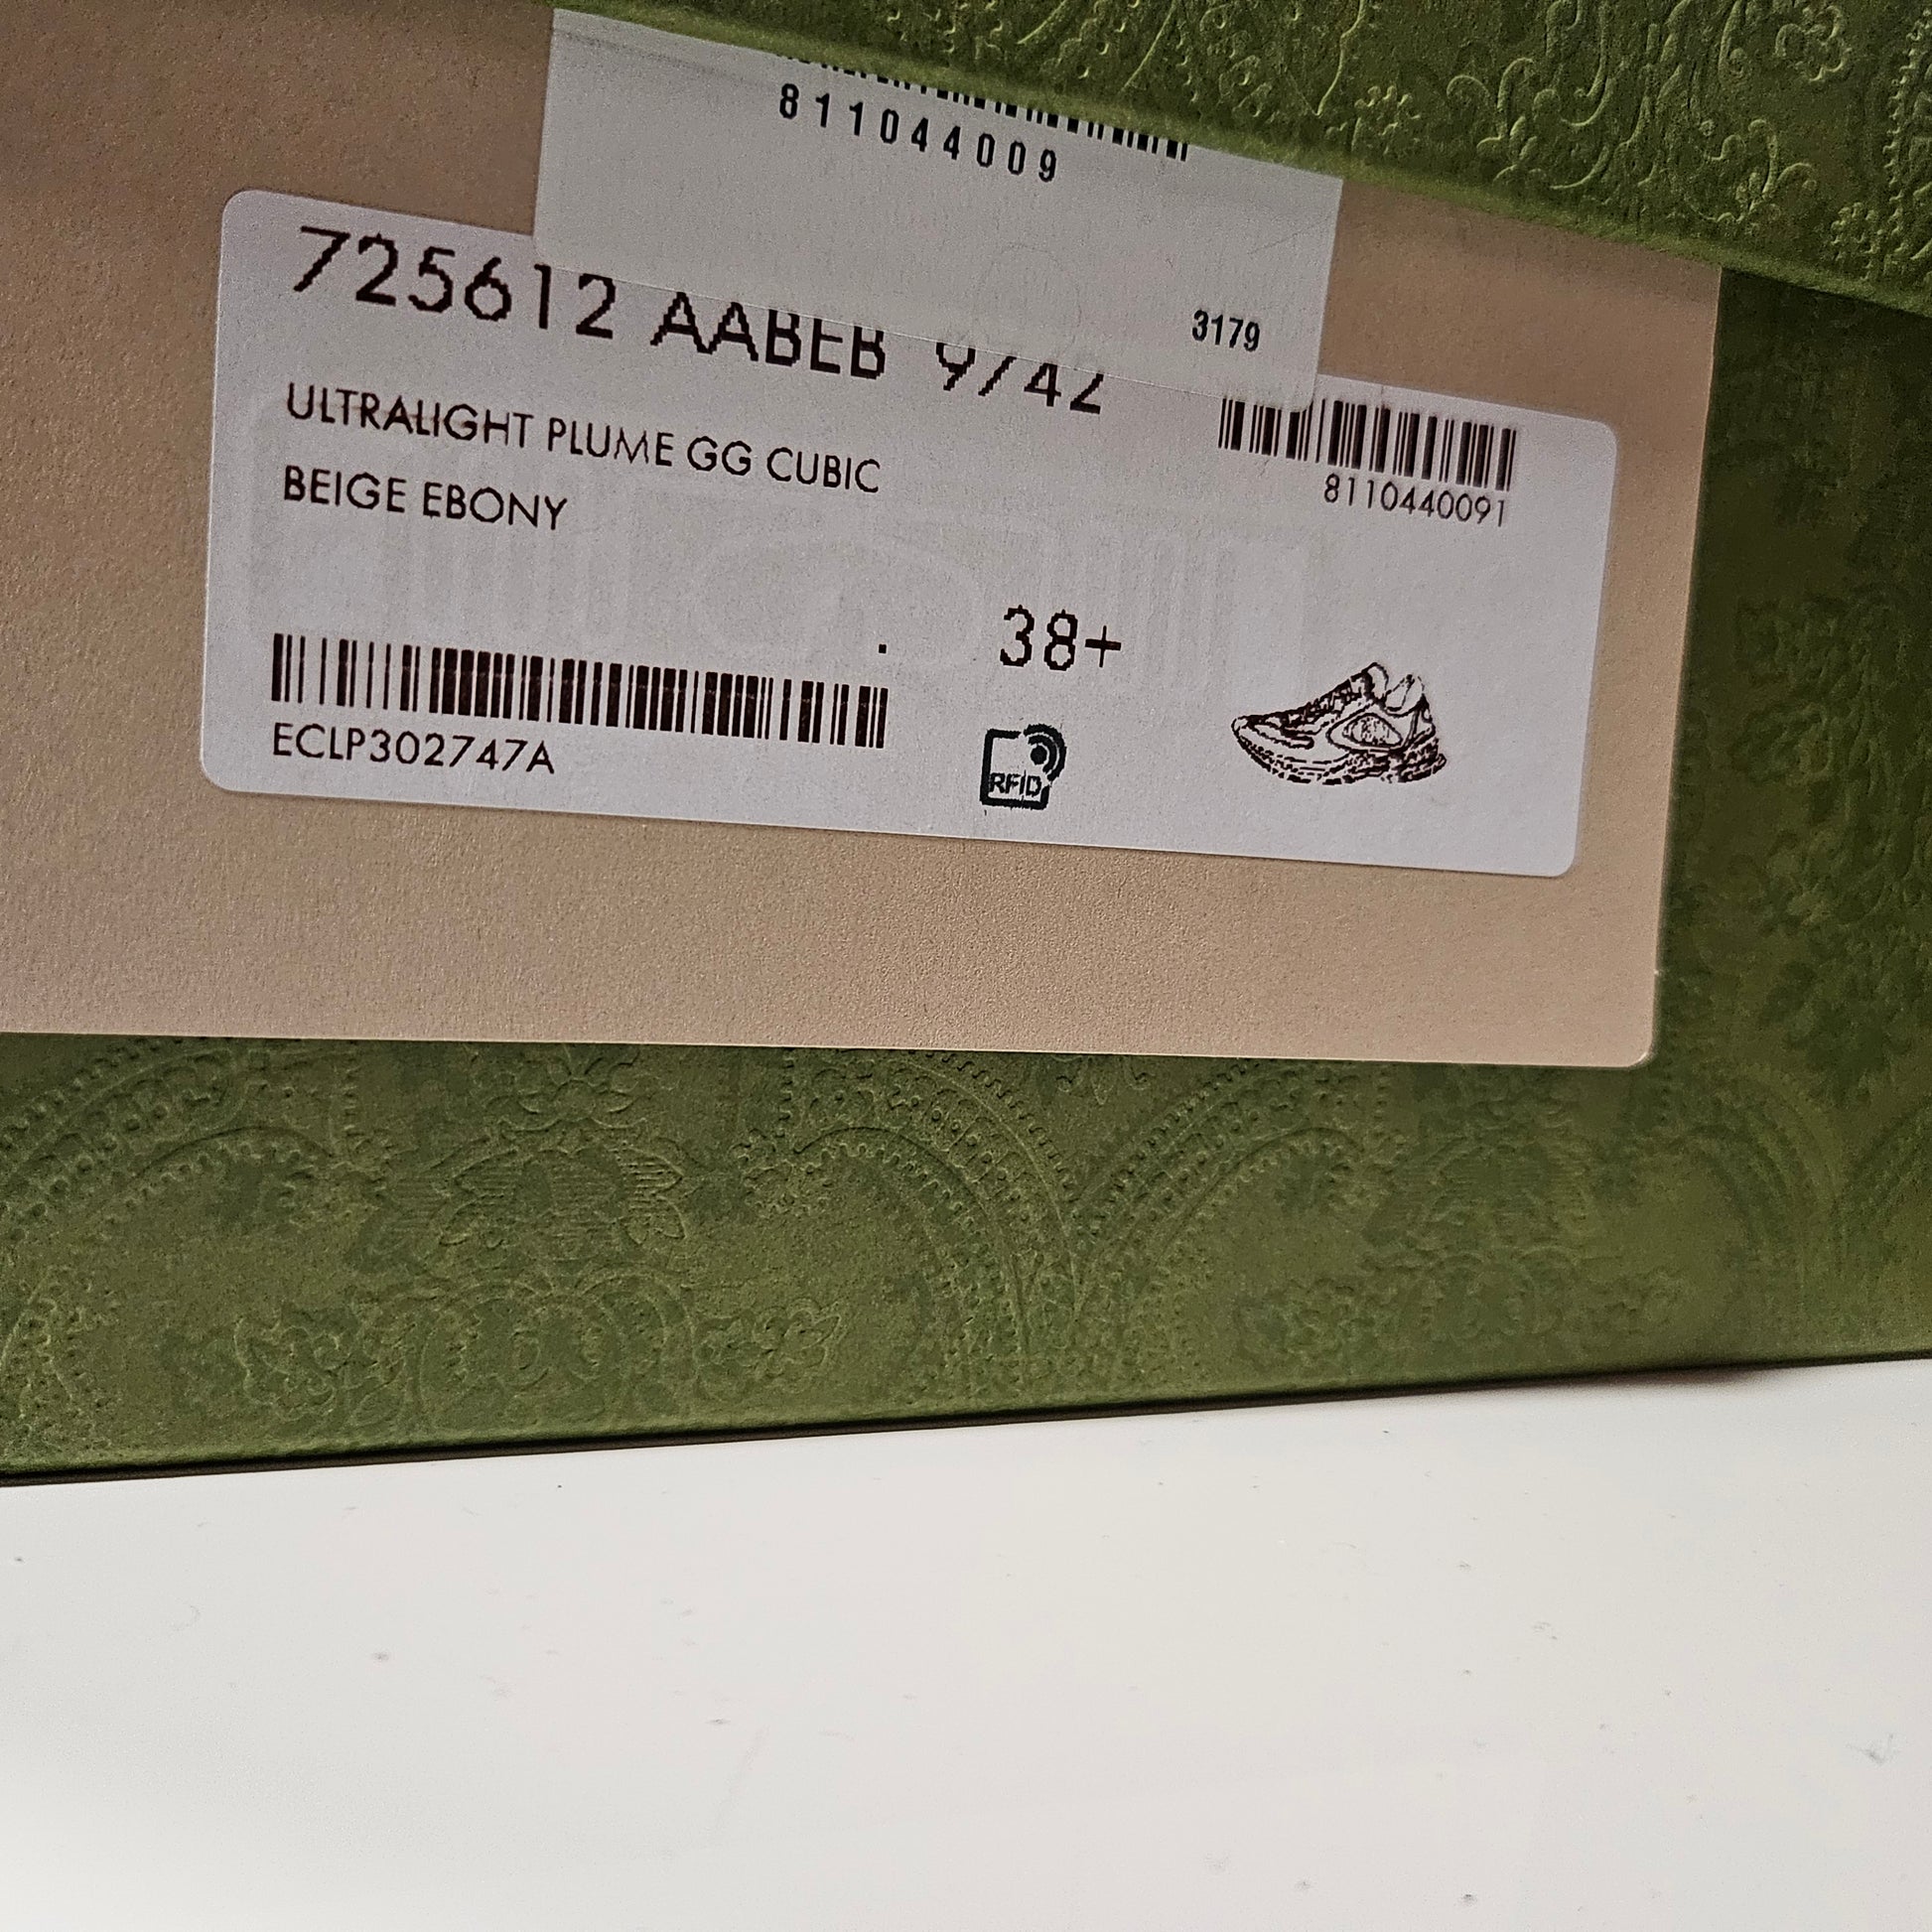 811044009
3179
725612 AABEB 9742
ULTRALIGHT PLUME GG CUBIC
BEIGE EBONY
8110440091
38+
ECLP302747A
RFID